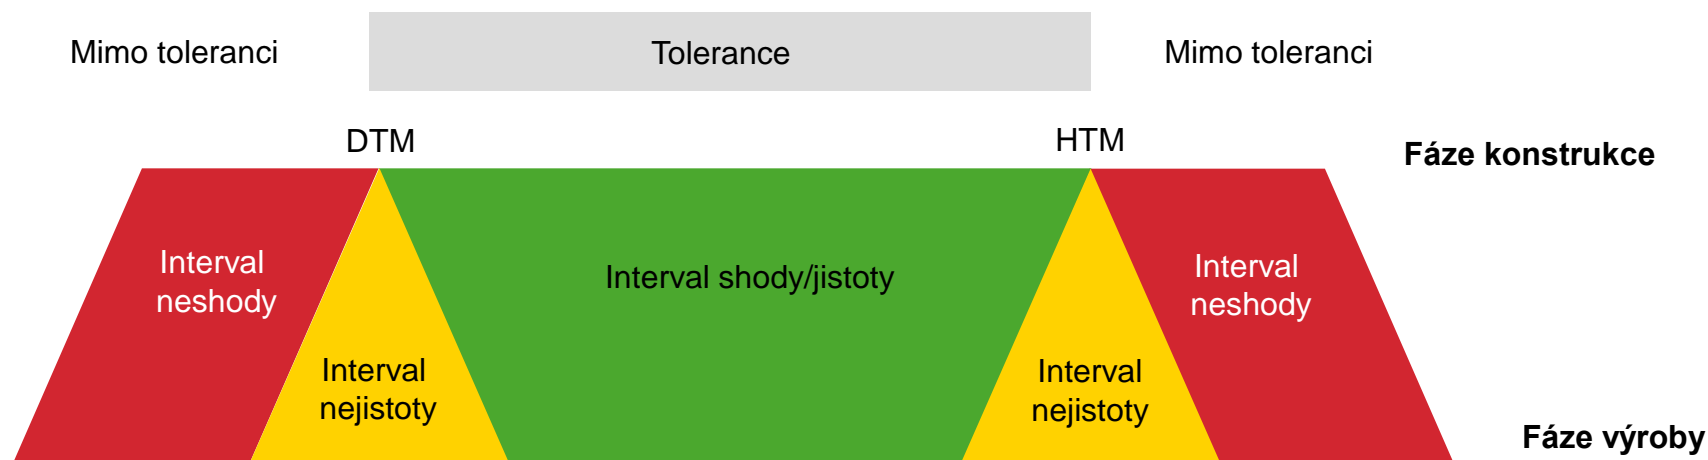 Mimo toleranci
Tolerance
Mimo toleranci
DTM
HTM
Fáze konstrukce
Interval
neshody
Interval shody/jistoty
Interval
neshody
Interval
nejistoty
Interval
nejistoty
Fáze výroby